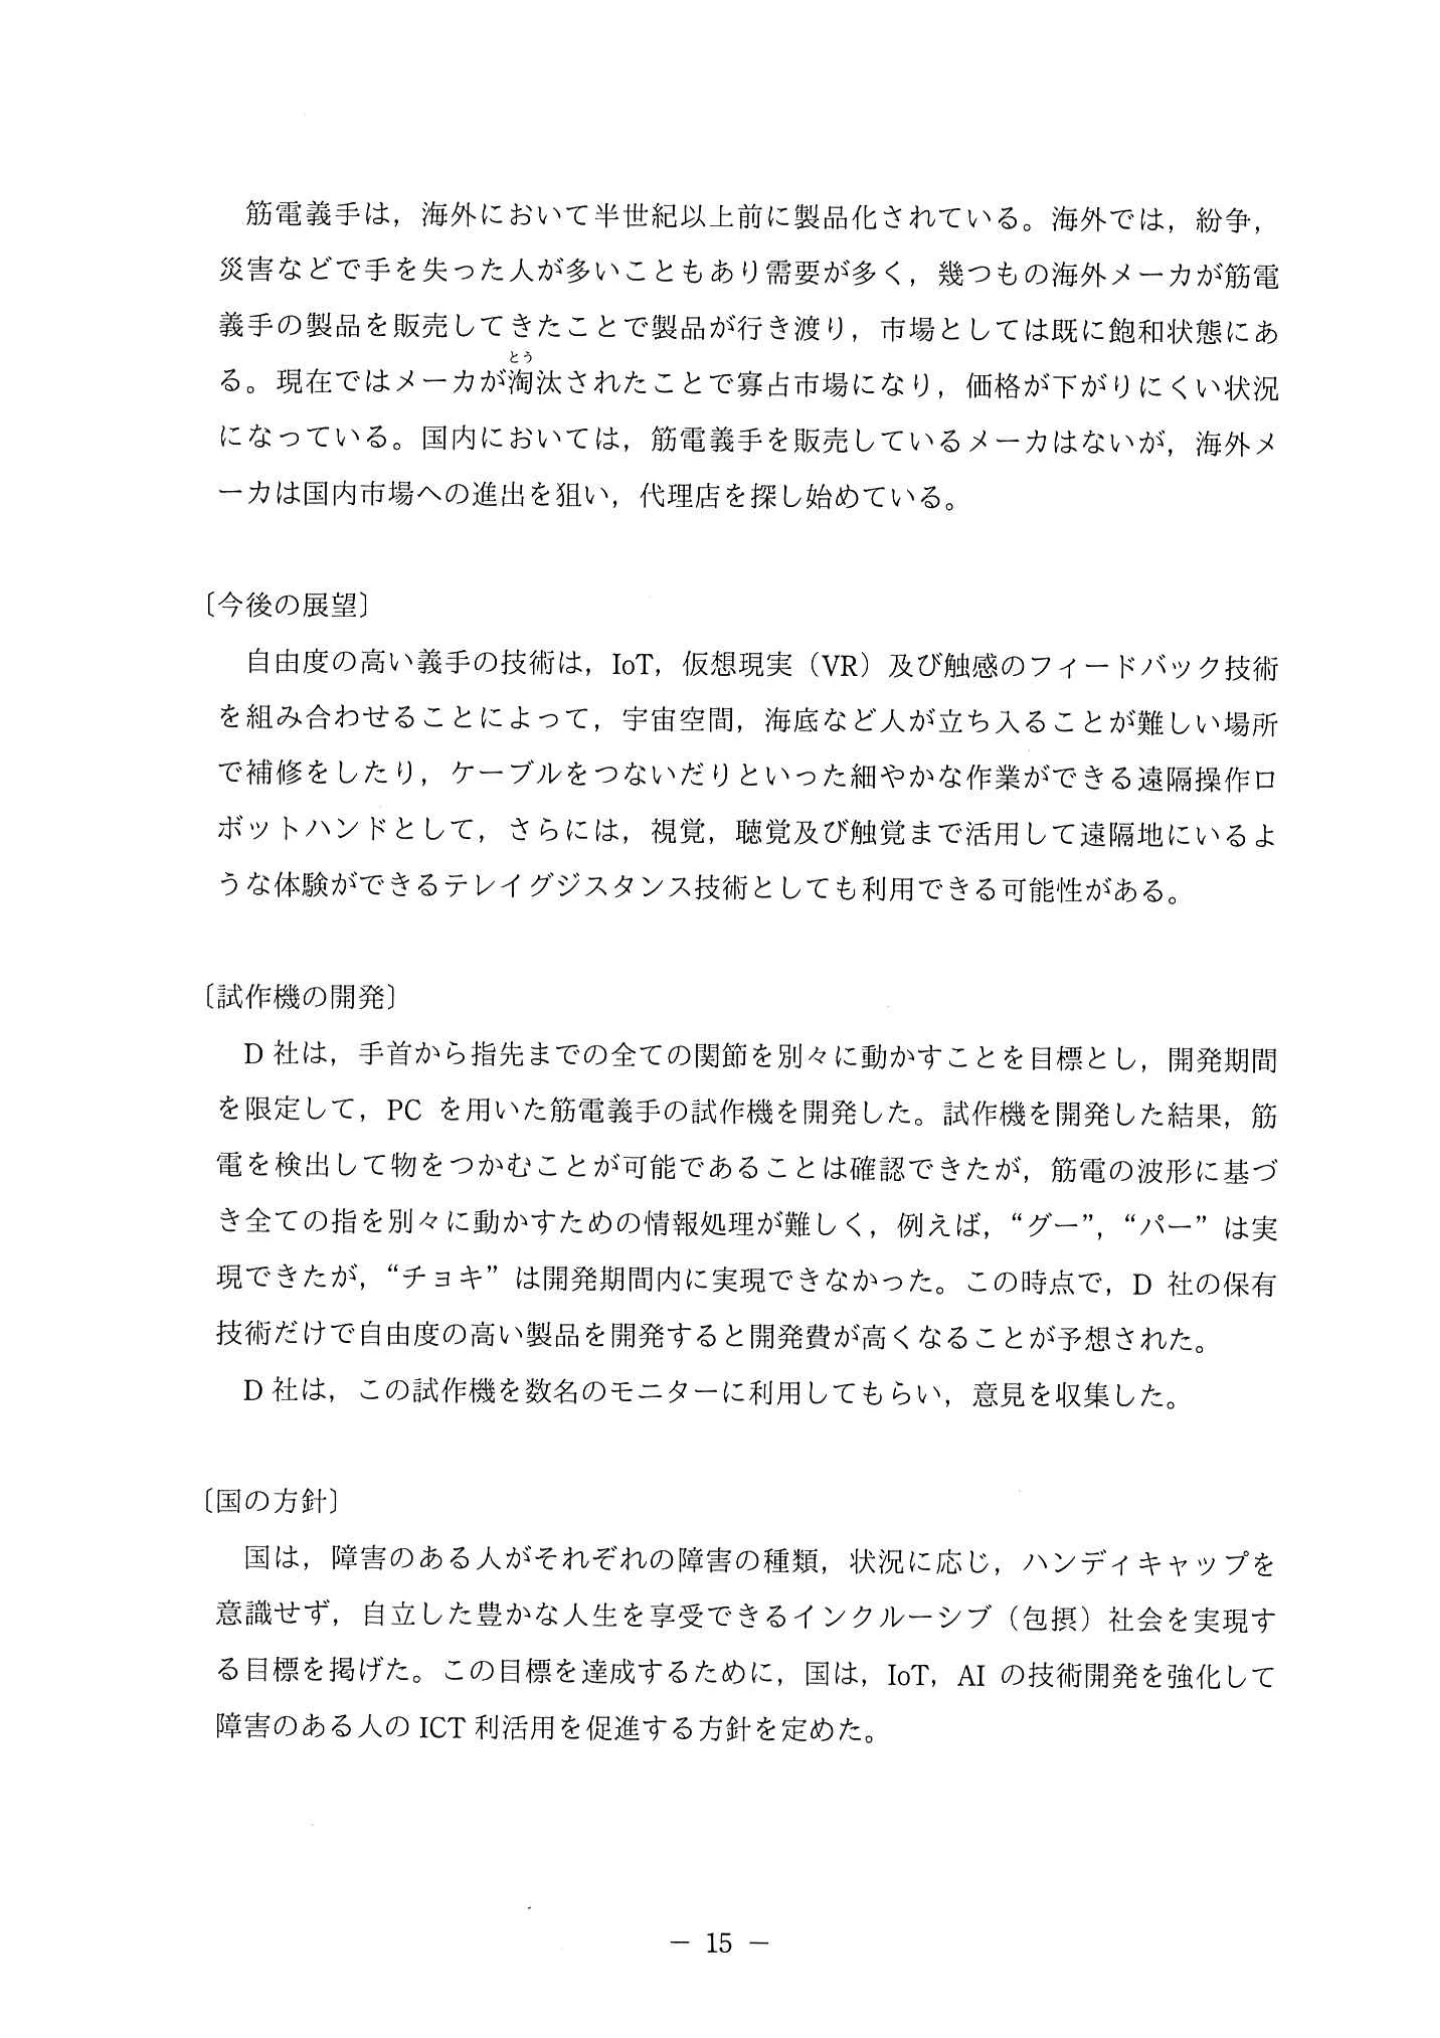 筋電義手は，海外において半世紀以上前に製品化されている。海外では，紛争，
災害などで手を失った人が多いこともあり需要が多く，幾つもの海外メーカが筋電
義手の製品を販売してきたことで製品が行き渡り，市場としては既に飽和状態にあ
とう
る。現在ではメーカが淘汰されたことで寡占市場になり，価格が下がりにくい状況
になっている。国内においては，筋電義手を販売しているメーカはないが，海外メ
ーカは国内市場への進出を狙い，代理店を探し始めている。
〔今後の展望〕
自由度の高い義手の技術は，IoT，仮想現実（VR）及び触感のフィードバック技術
を組み合わせることによって，宇宙空間，海底など人が立ち入ることが難しい場所
で補修をしたり，ケーブルをつないだりといった細やかな作業ができる遠隔操作ロ
ボットハンドとして，さらには，視覚，聴覚及び触覚まで活用して遠隔地にいるよ
うな体験ができるテレイグジスタンス技術としても利用できる可能性がある。
〔試作機の開発〕
D 社は，手首から指先までの全ての関節を別々に動かすことを目標とし，開発期間
を限定して，PC を用いた筋電義手の試作機を開発した。試作機を開発した結果，筋
電を検出して物をつかむことが可能であることは確認できたが，筋電の波形に基づ
き全ての指を別々に動かすための情報処理が難しく，例えば，“グー”，“パー” は実
現できたが，“チョキ” は開発期間内に実現できなかった。この時点で，D 社の保有
技術だけで自由度の高い製品を開発すると開発費が高くなることが予想された。
D 社は，この試作機を数名のモニターに利用してもらい，意見を収集した。
〔国の方針〕
国は，障害のある人がそれぞれの障害の種類，状況に応じ，ハンディキャップを
意識せず，自立した豊かな人生を享受できるインクルーシブ（包摂）社会を実現す
る目標を掲げた。この目標を達成するために，国は，IoT，AI の技術開発を強化して
障害のある人の ICT 利活用を促進する方針を定めた。
－ 15 －